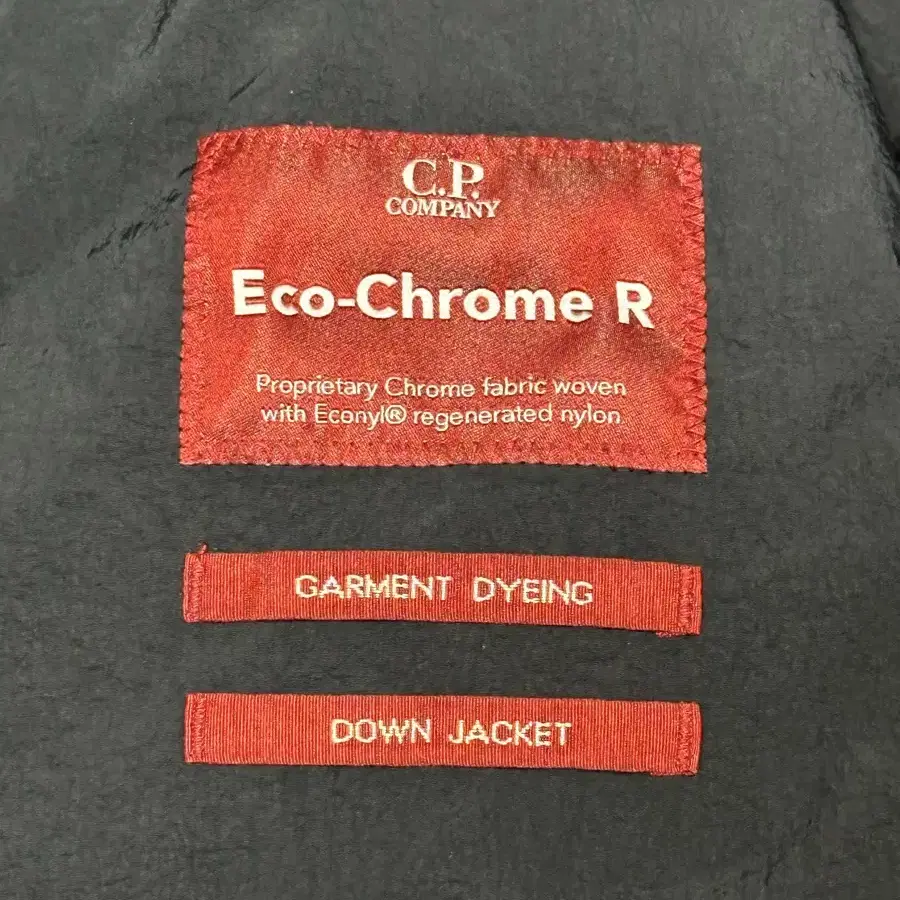 C.P.
COMPANY
Eco-Chrome R
Proprietary Chrome fabric woven
with Econyl® regenerated nylon
GARMENT DYEING
DOWN JACKET